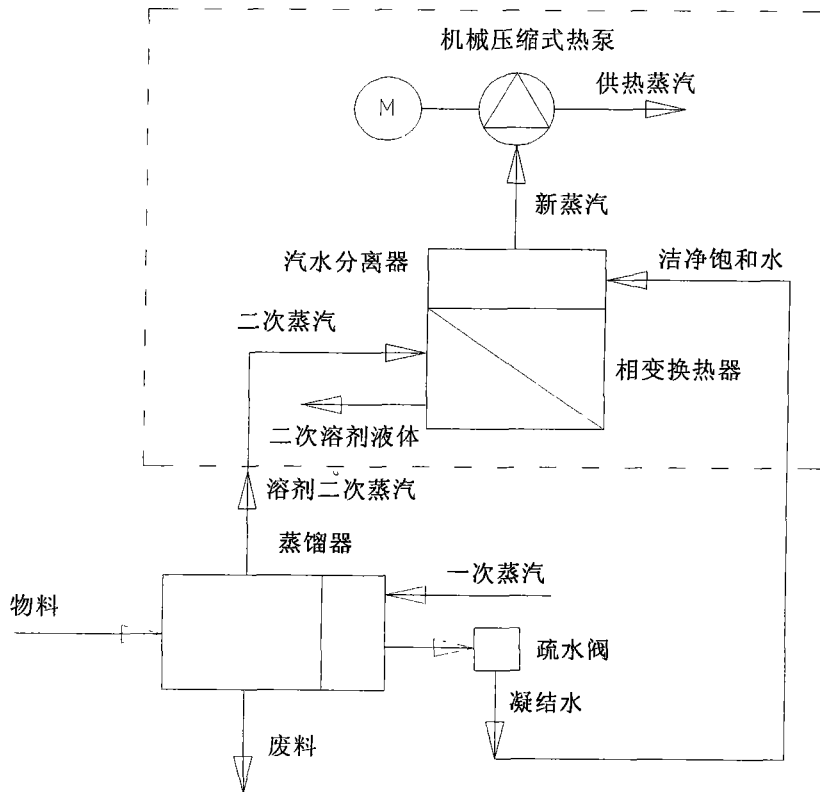 机械压缩式热泵
供热蒸汽
M
新蒸汽
汽水分离器
洁净饱和水
二次蒸汽
相变换热器
二次溶剂液体
溶剂二次蒸汽
蒸馏器
一次蒸汽
物料
疏水阀
凝结水
废料